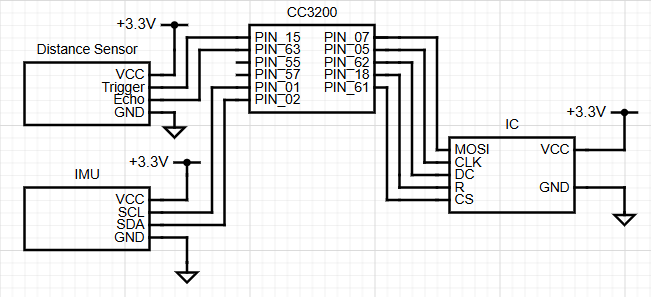 CC3200
+3.3V
PIN_15 PIN_07
PIN_63 PIN_05
PIN_55 PIN_62
PIN_57 PIN_18
PIN_01 PIN_61
PIN_02
Distance Sensor
VCC
Trigger
Echo
GND
+3.3V
IMU
VCC
SCL
SDA
GND
+3.3V
IC
MOSI VCC
CLK
DC
R GND
CS